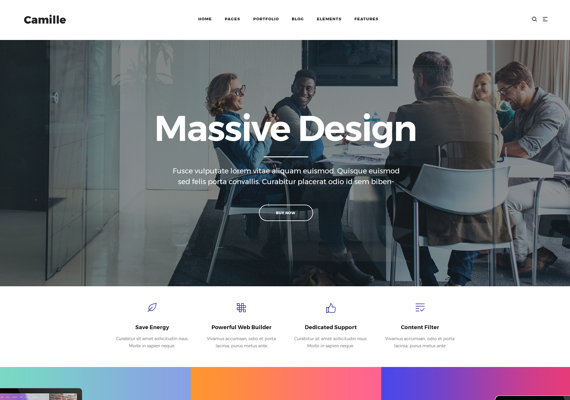 Camille
HOME PAGES PORTFOLIO BLOG ELEMENTS FEATURES
Massive Design
Fusce vulputate losem vitae aliquam euismod. Quisque euismod
sed felis porta convallis. Curabitur placerat odio id sem biben-
BUY NOW
Save Energy
Curabitur sit amet sollicitudin risus.
Morbi in sapien neque.
Powerful Web Builder
Vivamus accumsan, odio et porta
lacinia, purus metus ante.
Dedicated Support
Curabitur sit amet sollicitudin risus.
Morbi in sapien neque.
Content Filter
Vivamus accumsan, odio et porta
lacinia, purus metus ante.